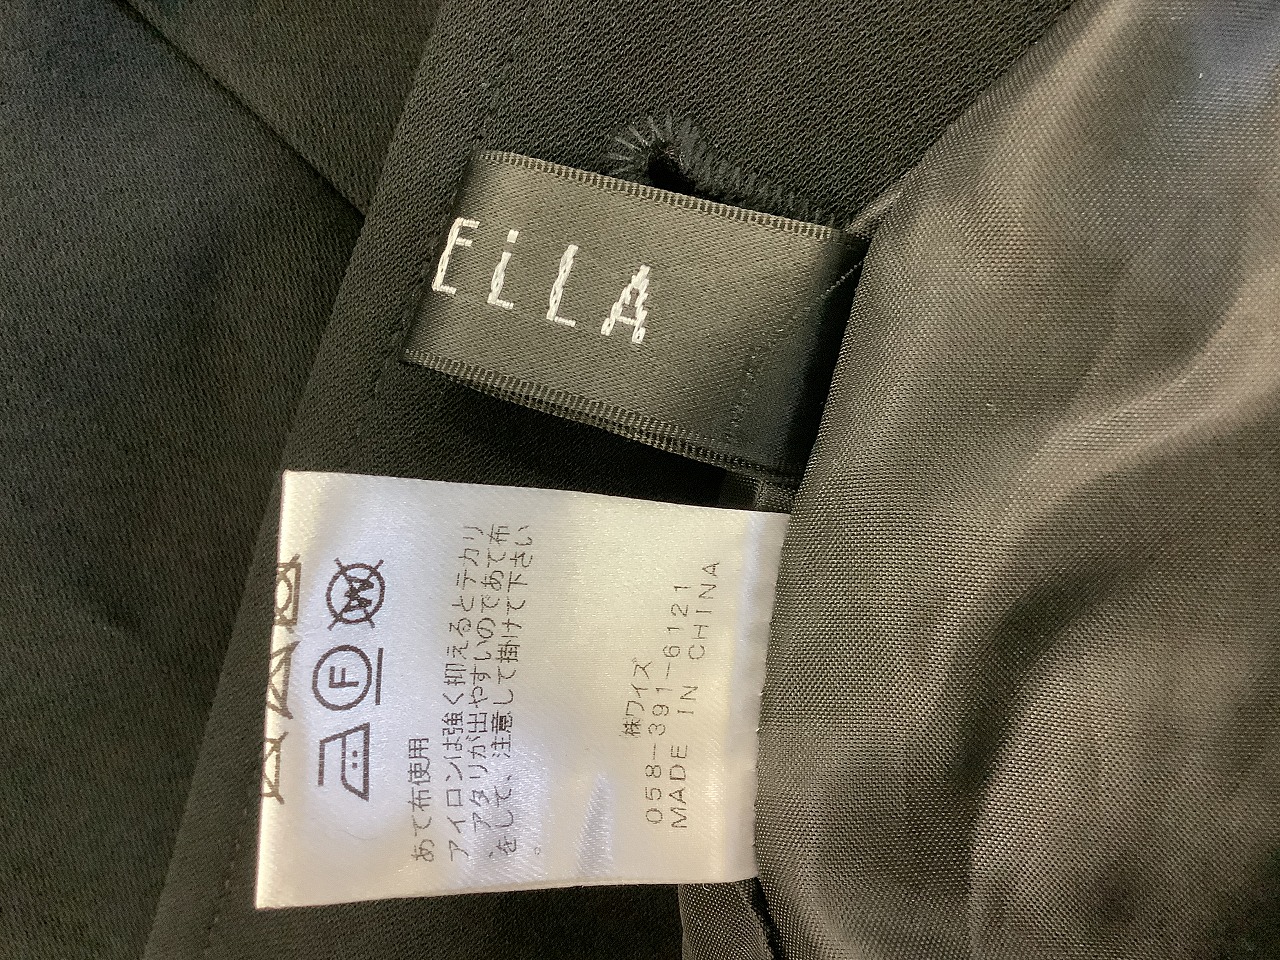 ELLA
W
F
あて布使用
アイロンは強く抑えるとテカリ
、アタリが出やすいのであて布
をして、注意して掛けて下さい
。
㈱ワイズ
058-391-6121
MADE IN CHINA